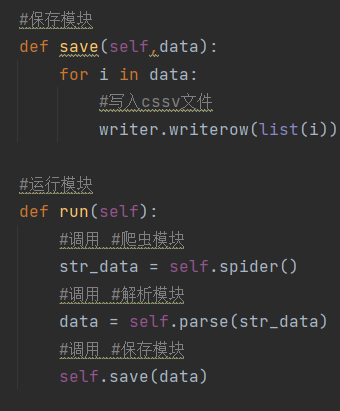 #保存模块
def save(self,data):
for i in data:
#写入cssv文件
writer.writerow(list(i))
#运行模块
def run(self):
#调用 #爬虫模块
str_data = self.spider()
#调用 #解析模块
data = self.parse(str_data)
#调用 #保存模块
self.save(data)